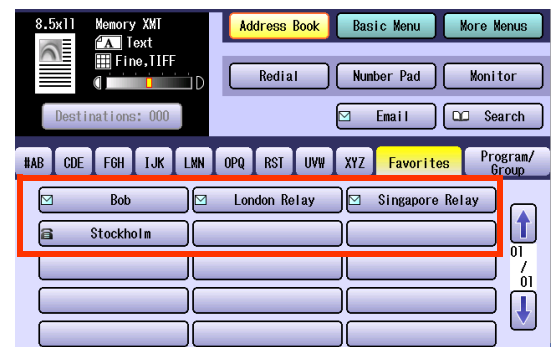 8.5x11 Memory XMT
A Text
Fine,TIFF
D
Destinations: 000
Address Book Basic Menu More Menus
Redial Number Pad Monitor
Email Search
#AB CDE FGH IJK LMN OPQ RST UVW XYZ Favorites Program/
Group
Bob London Relay Singapore Relay
Stockholm
01
/
01